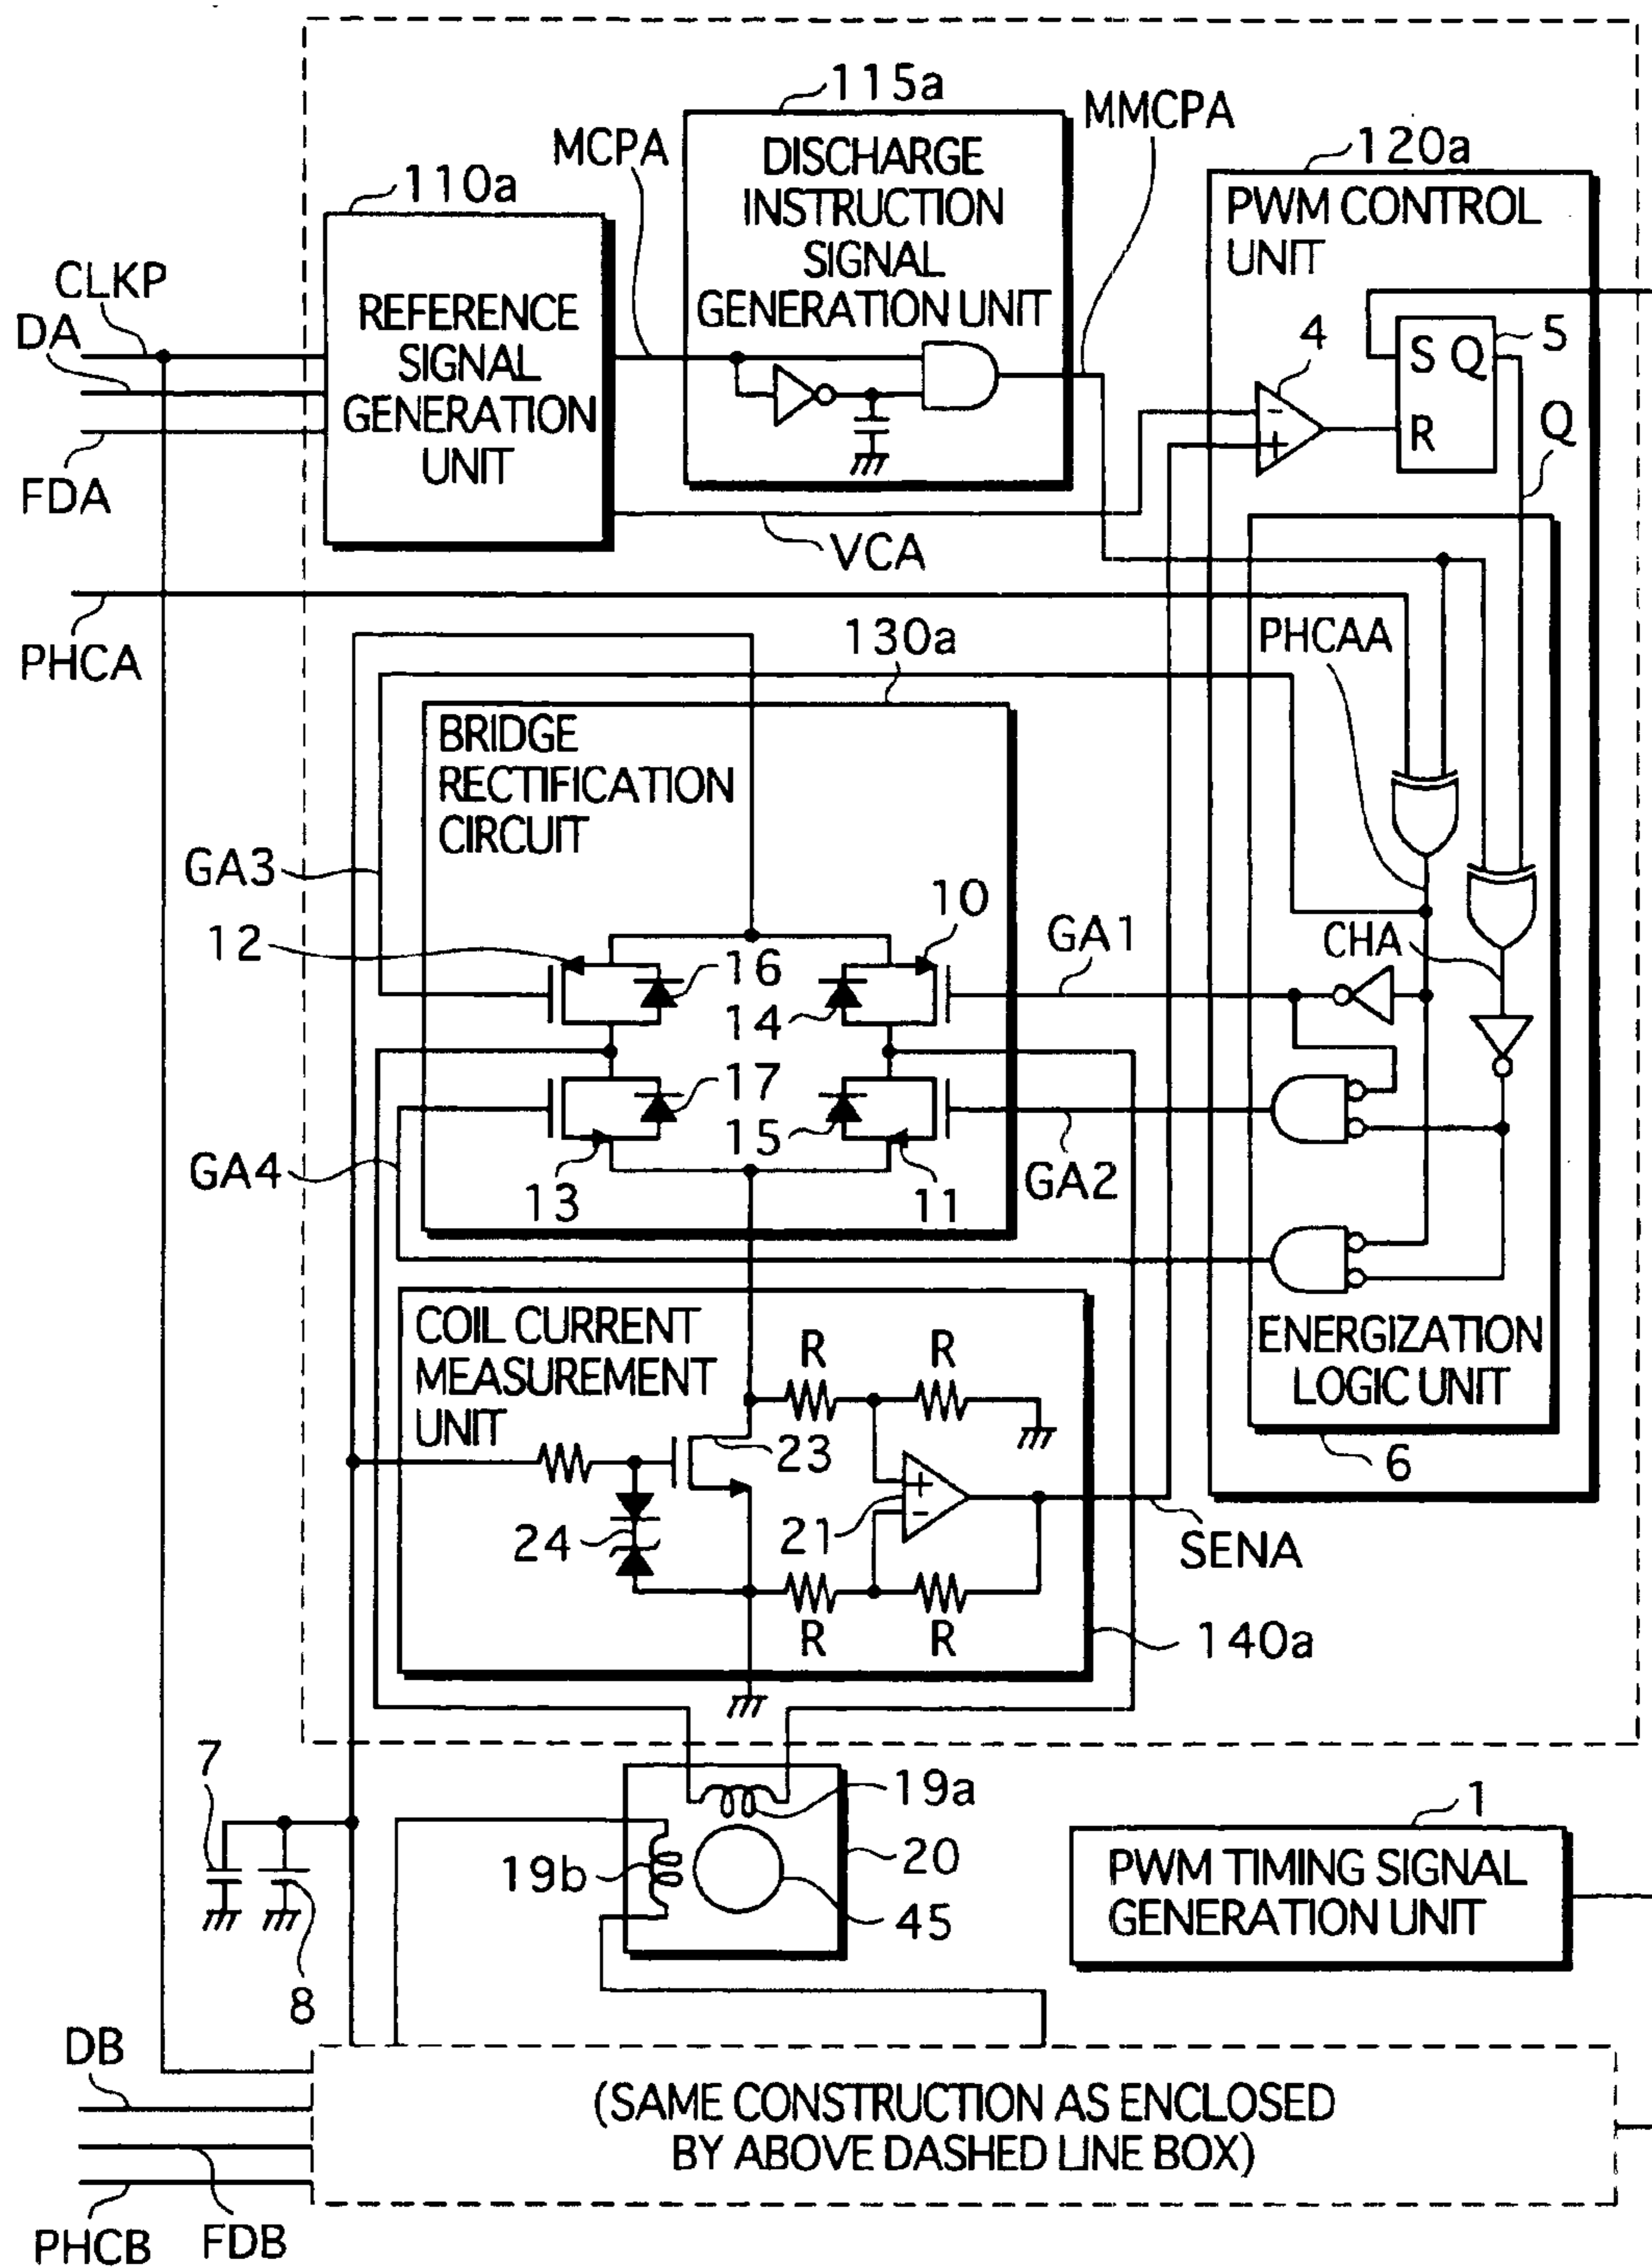 115a
MMCPA
MCPA
DISCHARGE
INSTRUCTION
SIGNAL
GENERATION UNIT
120a
110a
PWM CONTROL
UNIT
CLKP
DA
FDA
REFERENCE
SIGNAL
GENERATION
UNIT
4
S Q
R
5
-
+
Q
VCA
PHCA
130a
PHCAA
BRIDGE
RECTIFICATION
CIRCUIT
GA3
12
10
GA1
CHA
16
14
17
15
GA4
13
11
GA2
COIL CURRENT
MEASUREMENT
UNIT
R
R
ENERGIZATION
LOGIC UNIT
23
6
+
-
24
21
SENA
R
R
140a
7
19a
1
19b
20
PWM TIMING SIGNAL
GENERATION UNIT
45
8
DB
(SAME CONSTRUCTION AS ENCLOSED
BY ABOVE DASHED LINE BOX)
PHCB
FDB